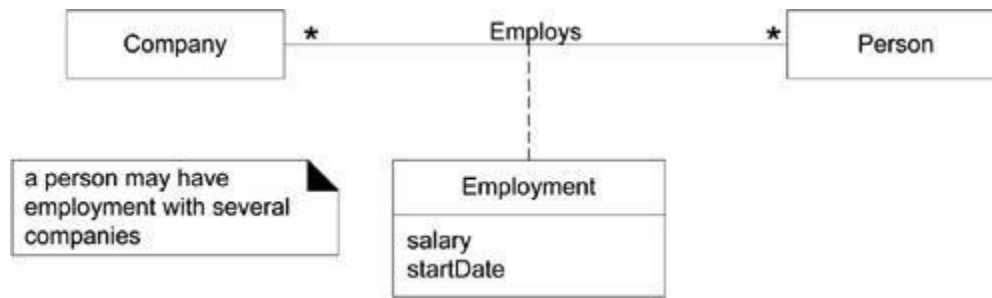 Company
*
Employs
*
Person
a person may have
employment with several
companies
Employment
salary
startDate